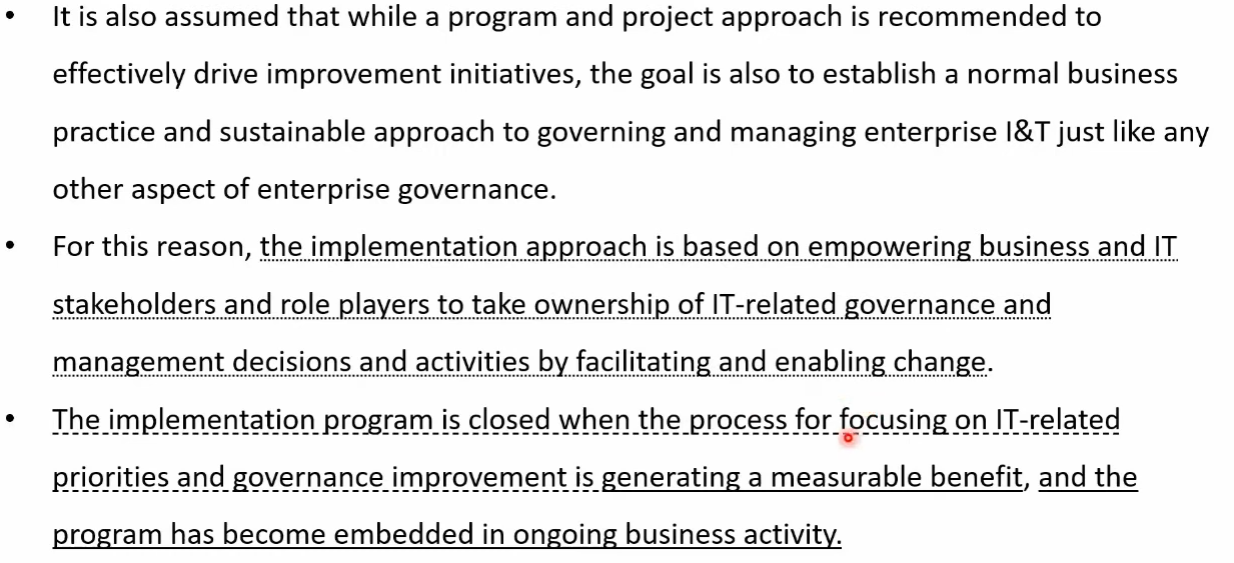 • It is also assumed that while a program and project approach is recommended to
effectively drive improvement initiatives, the goal is also to establish a normal business
practice and sustainable approach to governing and managing enterprise I&T just like any
other aspect of enterprise governance.
• For this reason, the implementation approach is based on empowering business and IT
stakeholders and role players to take ownership of IT-related governance and
management decisions and activities by facilitating and enabling change.
• The implementation program is closed when the process for focusing on IT-related
priorities and governance improvement is generating a measurable benefit, and the
program has become embedded in ongoing business activity.